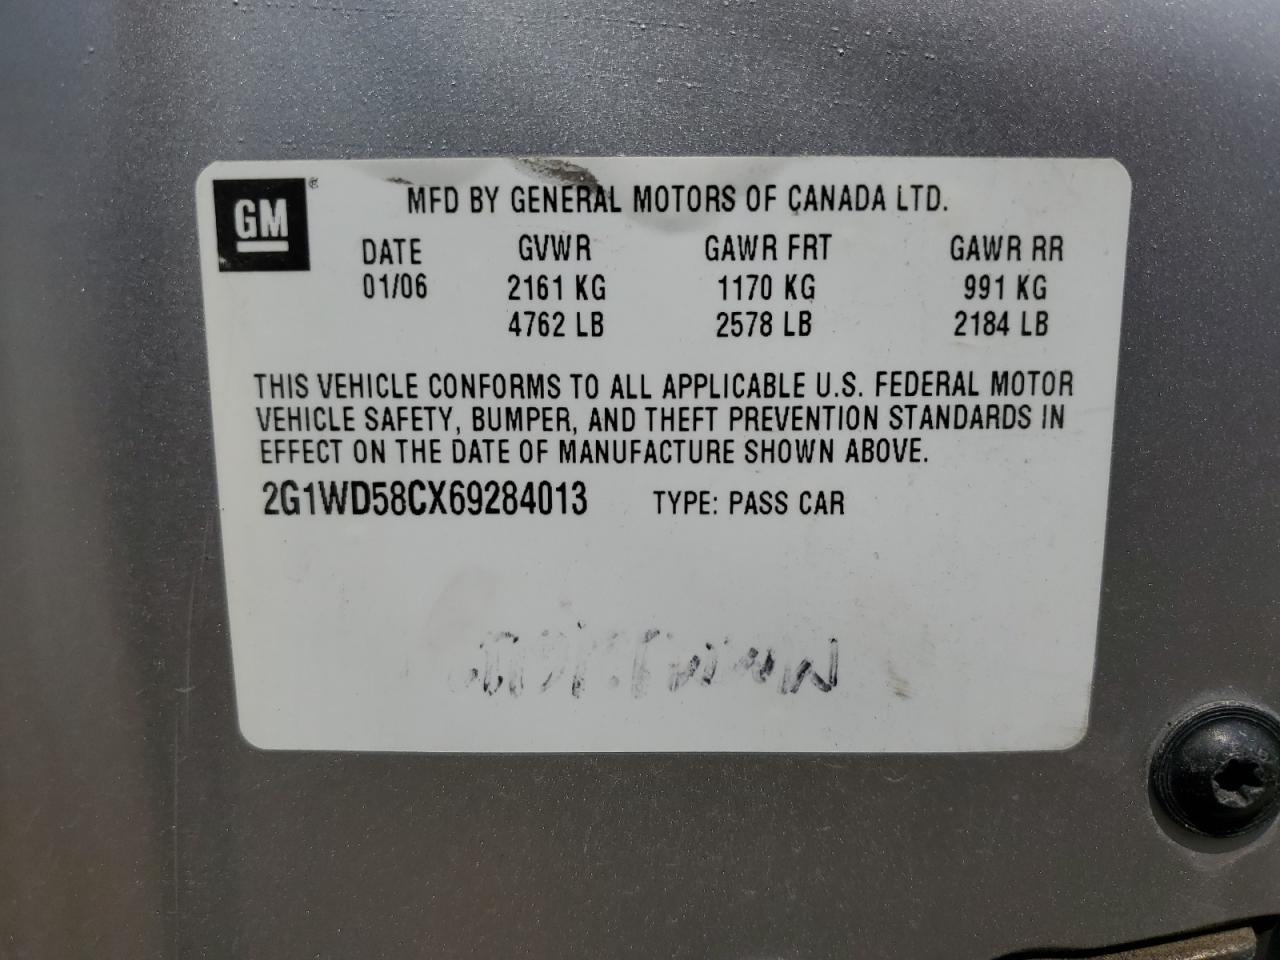 GM ®
MFD BY GENERAL MOTORS OF CANADA LTD.
DATE GVWR GAWR FRT GAWR RR
01/06 2161 KG 1170 KG 991 KG
4762 LB 2578 LB 2184 LB
THIS VEHICLE CONFORMS TO ALL APPLICABLE U.S. FEDERAL MOTOR
VEHICLE SAFETY, BUMPER, AND THEFT PREVENTION STANDARDS IN
EFFECT ON THE DATE OF MANUFACTURE SHOWN ABOVE.
2G1WD58CX69284013 TYPE: PASS CAR